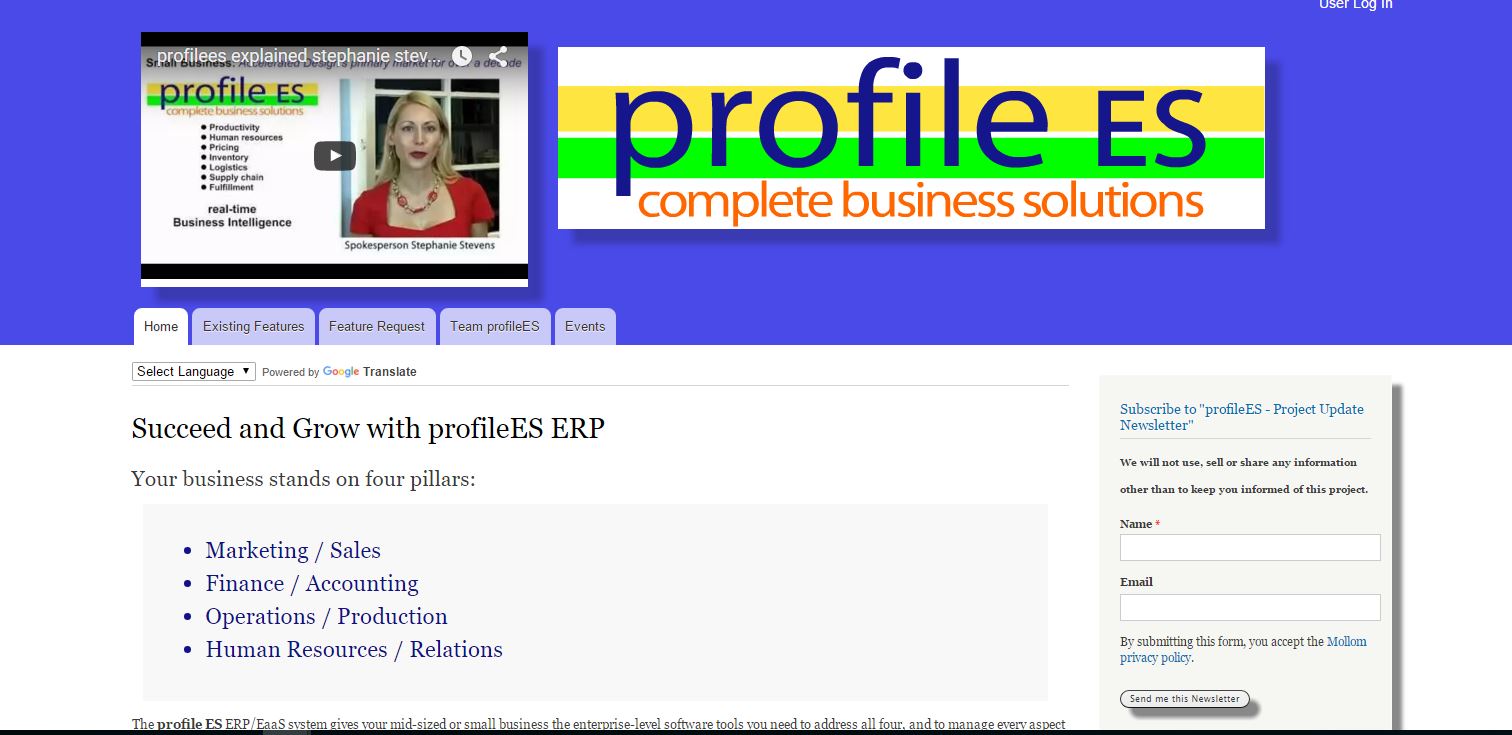 User Log In
profilees explained stephanie stev...
Small Business: Accelerated Design's primary market for over a decade
profile ES
complete business solutions
Productivity
Human resources
Pricing
Inventory
Logistics
Supply chain
Fulfillment
real-time
Business Intelligence
Spokesperson Stephanie Stevens
profile ES
complete business solutions
Home
Existing Features
Feature Request
Team profileES
Events
Select Language
Powered by Google Translate
Succeed and Grow with profileES ERP
Your business stands on four pillars:
Marketing / Sales
Finance / Accounting
Operations / Production
Human Resources / Relations
The profile ES ERP/EaaS system gives your mid-sized or small business the enterprise-level software tools you need to address all four, and to manage every aspect
Subscribe to "profileES - Project Update
Newsletter"
We will not use, sell or share any information
other than to keep you informed of this project.
Name *
Email
By submitting this form, you accept the Mollom
privacy policy.
Send me this Newsletter